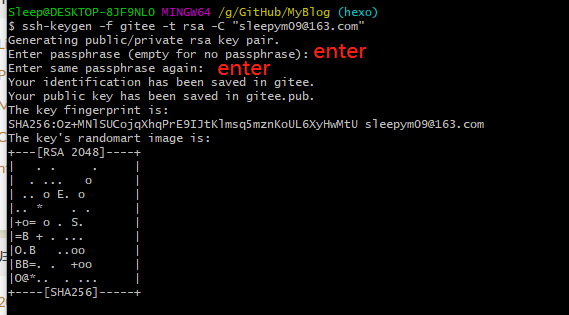 Sleep@DESKTOP-8JF9NLO MINGW64 /g/GitHub/MyBlog (hexo)
$ ssh-keygen -f gitee -t rsa -C "sleepym09@163.com"
Generating public/private rsa key pair.
Enter passphrase (empty for no passphrase): enter
Enter same passphrase again: enter
Your identification has been saved in gitee.
Your public key has been saved in gitee.pub.
The key fingerprint is:
SHA256:Oz+MNlSUCojqXhqPrE9IJtKlmsq5mznKoUL6XyHwMtU sleepym09@163.com
The key's randomart image is:
+---[RSA 2048]----+
|   . .     .     |
|  . ...   o      |
| .. o E. o       |
|.. *    . .      |
|+o= o . S.       |
|=B + . ...       |
|O.B   ..oo       |
|BB=. .  +oo      |
|O@*..  . ...     |
+----[SHA256]-----+